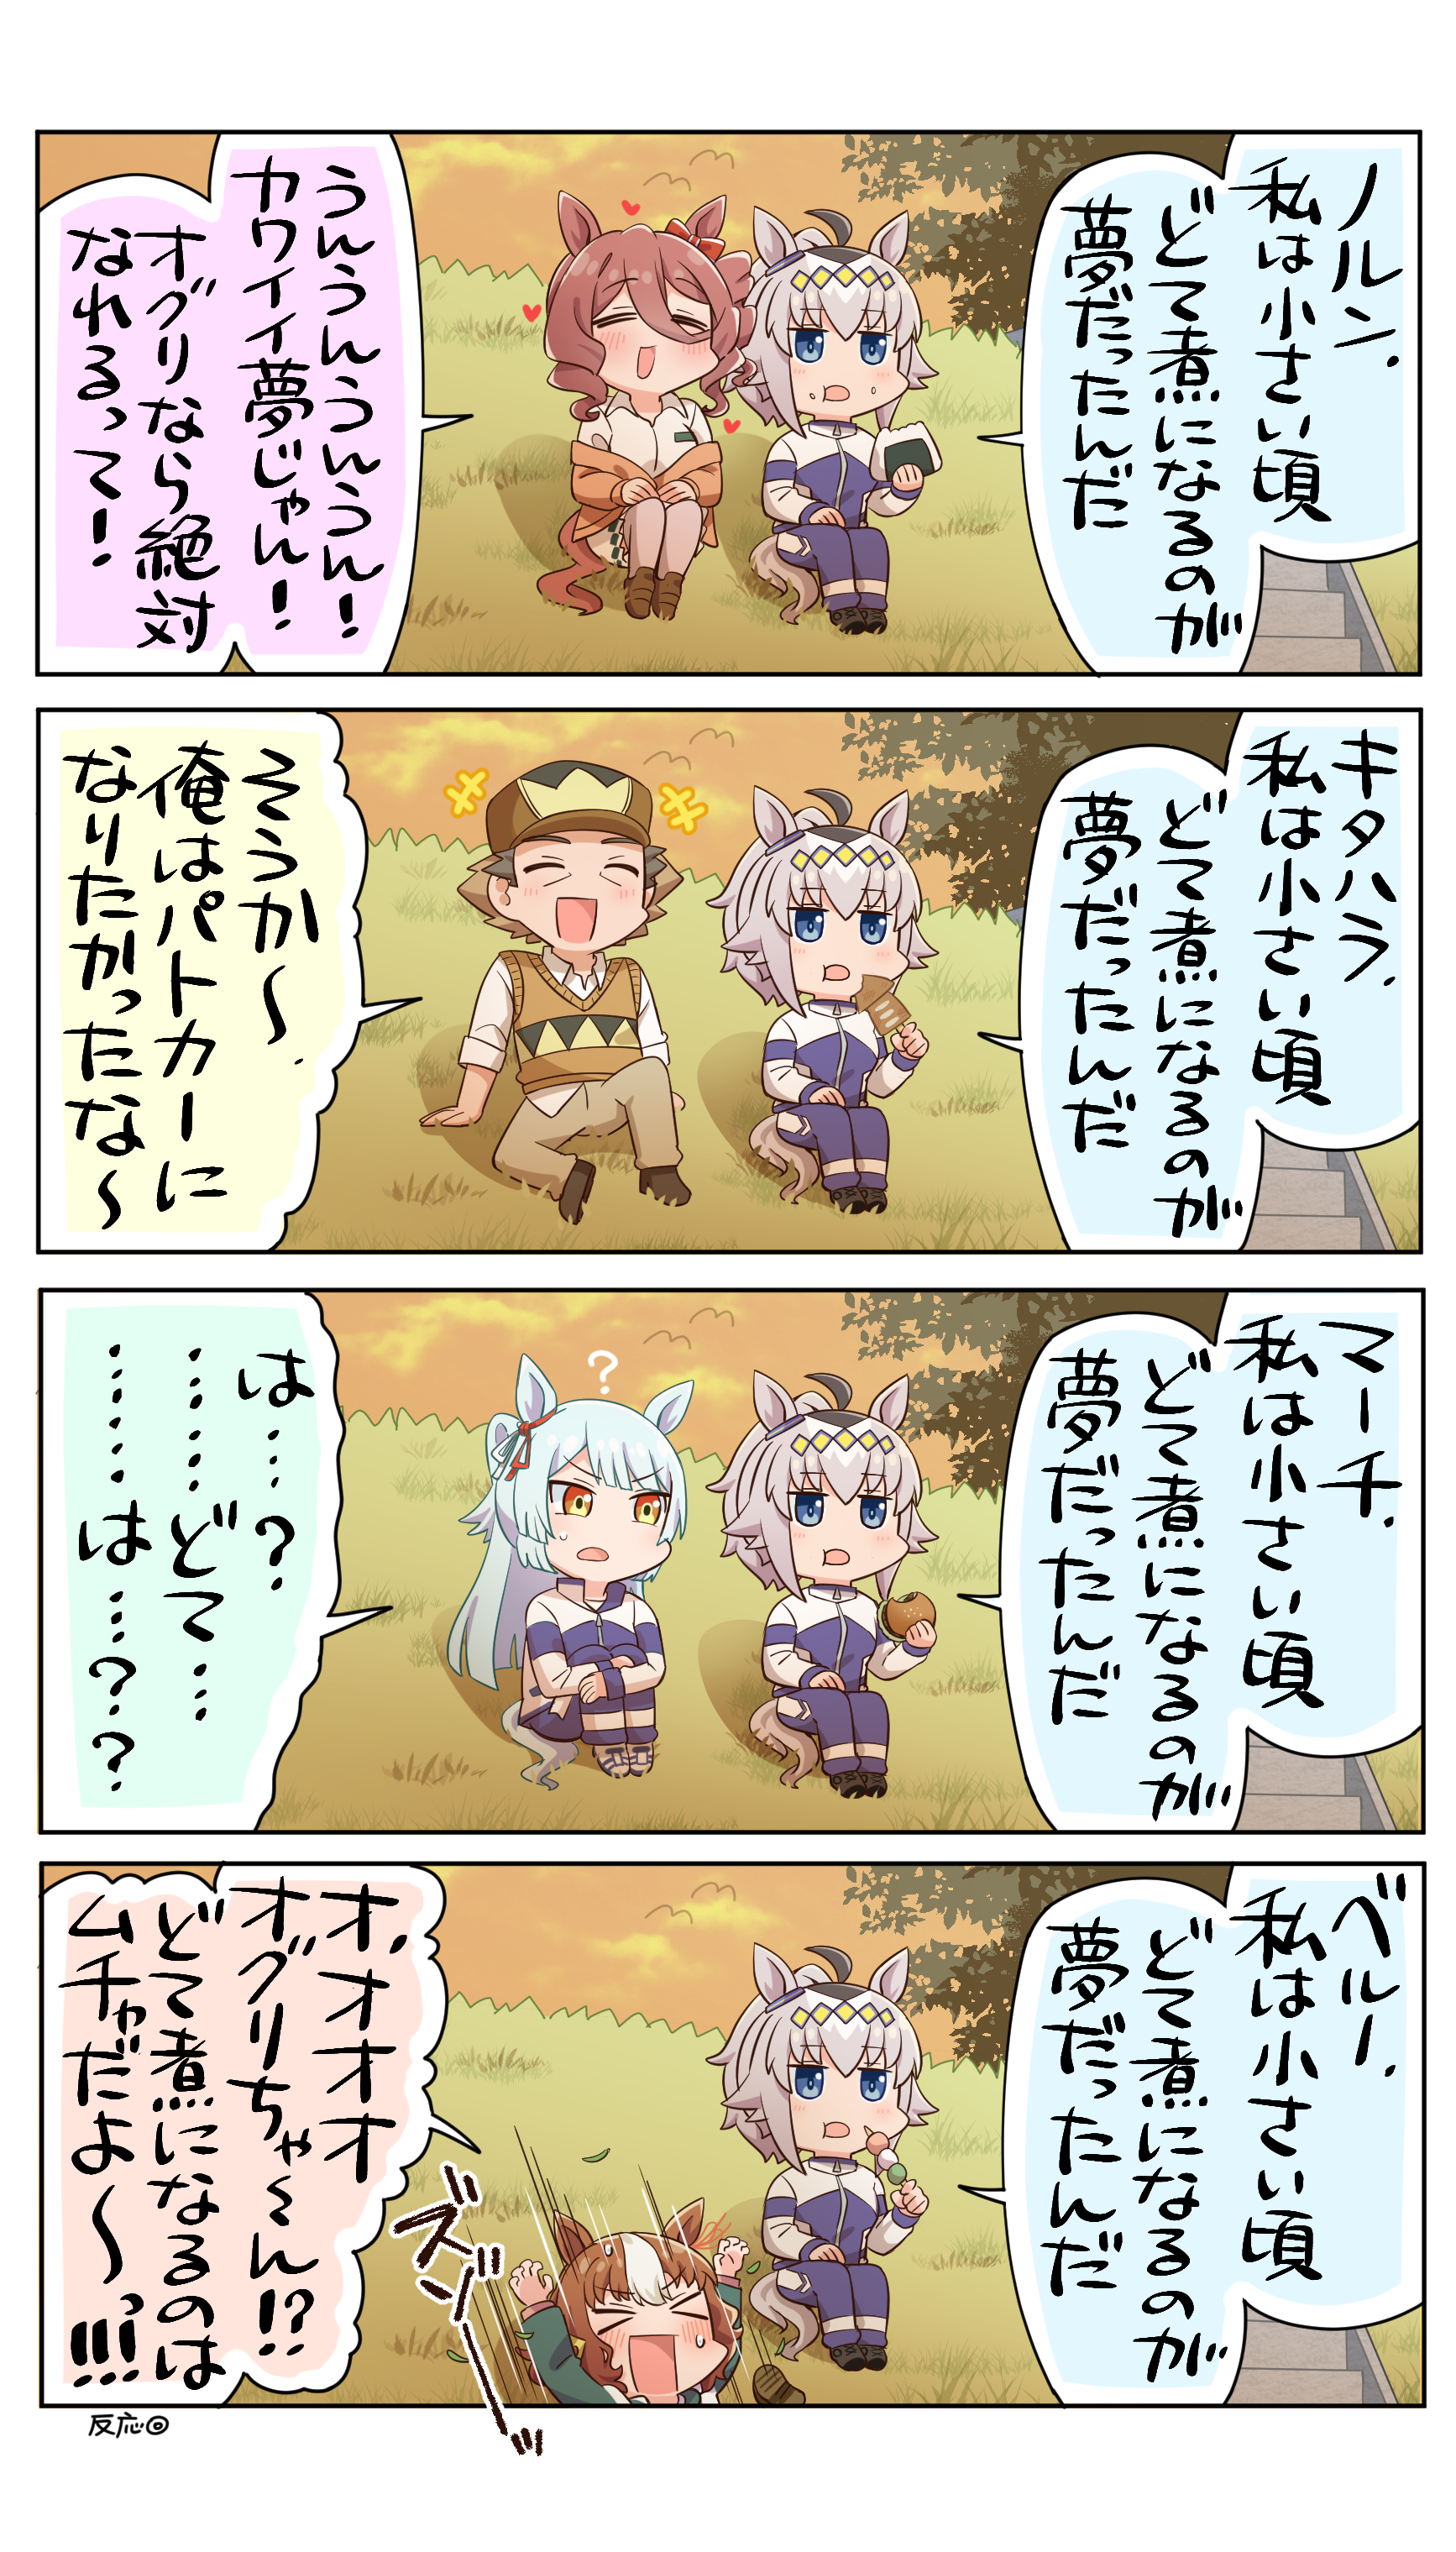 ノルン、
私は小さい頃
どて煮になるのが
夢だったんだ
うんうんうんうん!
カワイイ夢じゃん!
オグリなら絶対
なれるって!
キタハラ、
私は小さい頃
どて煮になるのが
夢だったんだ
そうか〜、
俺はパトカーに
なりたかったな〜
マーチ、
私は小さい頃
どて煮になるのが
夢だったんだ
?
は…?
……どて…
………は…??
ベルー、
私は小さい頃
どて煮になるのが
夢だったんだ
オ、オオオ
オグリちゃ〜ん!?
どて煮になるのは
ムチャだよ〜!!!
ズゾーッ!!
反応◎